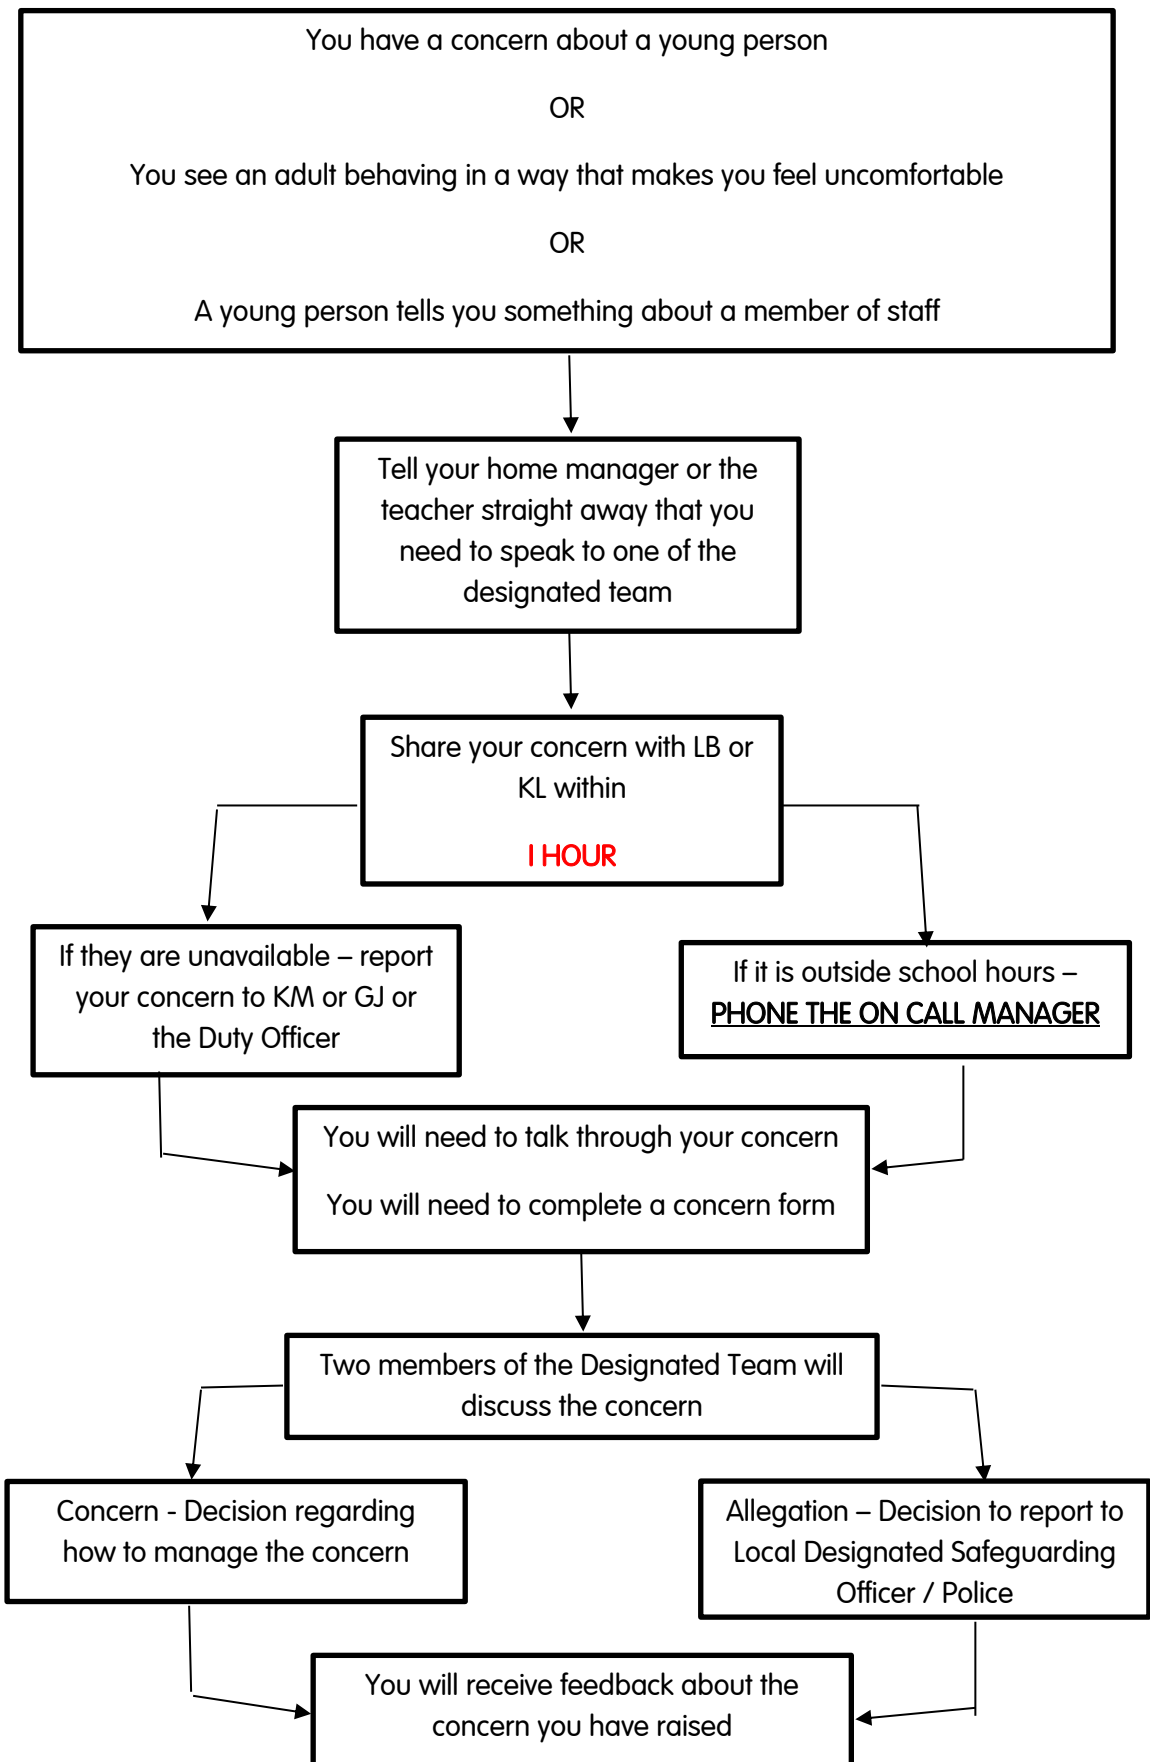 You have a concern about a young person
OR
You see an adult behaving in a way that makes you feel uncomfortable
OR
A young person tells you something about a member of staff
Tell your home manager or the
teacher straight away that you
need to speak to one of the
designated team
Share your concern with LB or
KL within
I HOUR
If they are unavailable – report
your concern to KM or GJ or
the Duty Officer
If it is outside school hours –
PHONE THE ON CALL MANAGER
You will need to talk through your concern
You will need to complete a concern form
Two members of the Designated Team will
discuss the concern
Concern - Decision regarding
how to manage the concern
Allegation – Decision to report to
Local Designated Safeguarding
Officer / Police
You will receive feedback about the
concern you have raised